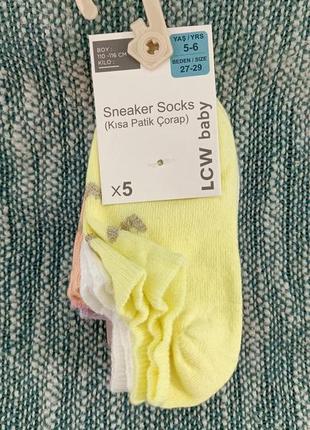 BOY :
110 -116 CM
KİLO :
YAŞ / YRS
5-6
BEDEN / SIZE
27-29
Sneaker Socks
(Kısa Patik Çorap)
x5
LCW baby